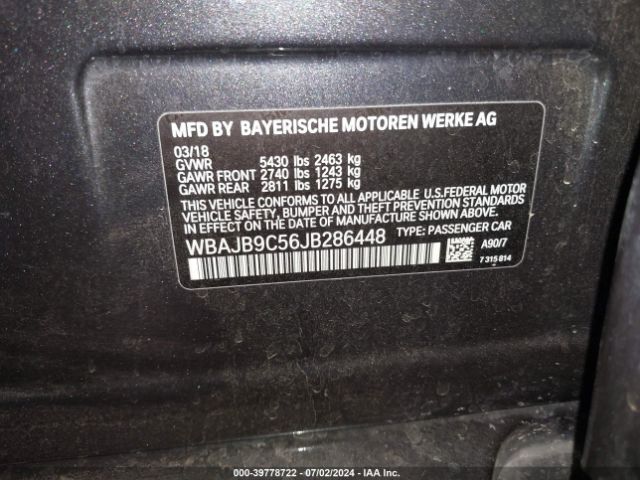 MFD BY BAYERISCHE MOTOREN WERKE AG
03/18
GVWR 5430 lbs 2463 kg
GAWR FRONT 2740 lbs 1243 kg
GAWR REAR 2811 lbs 1275 kg
THIS VEHICLE CONFORMS TO ALL APPLICABLE U.S.FEDERAL MOTOR
VEHICLE SAFETY, BUMPER, AND THEFT PREVENTION STANDARDS
IN EFFECT ON THE DATE OF MANUFACTURE SHOWN ABOVE.
WBAJB9C56JB286448 TYPE: PASSENGER CAR
A90/7
7 315 814
000-39778722 - 07/02/2024 - IAA Inc.